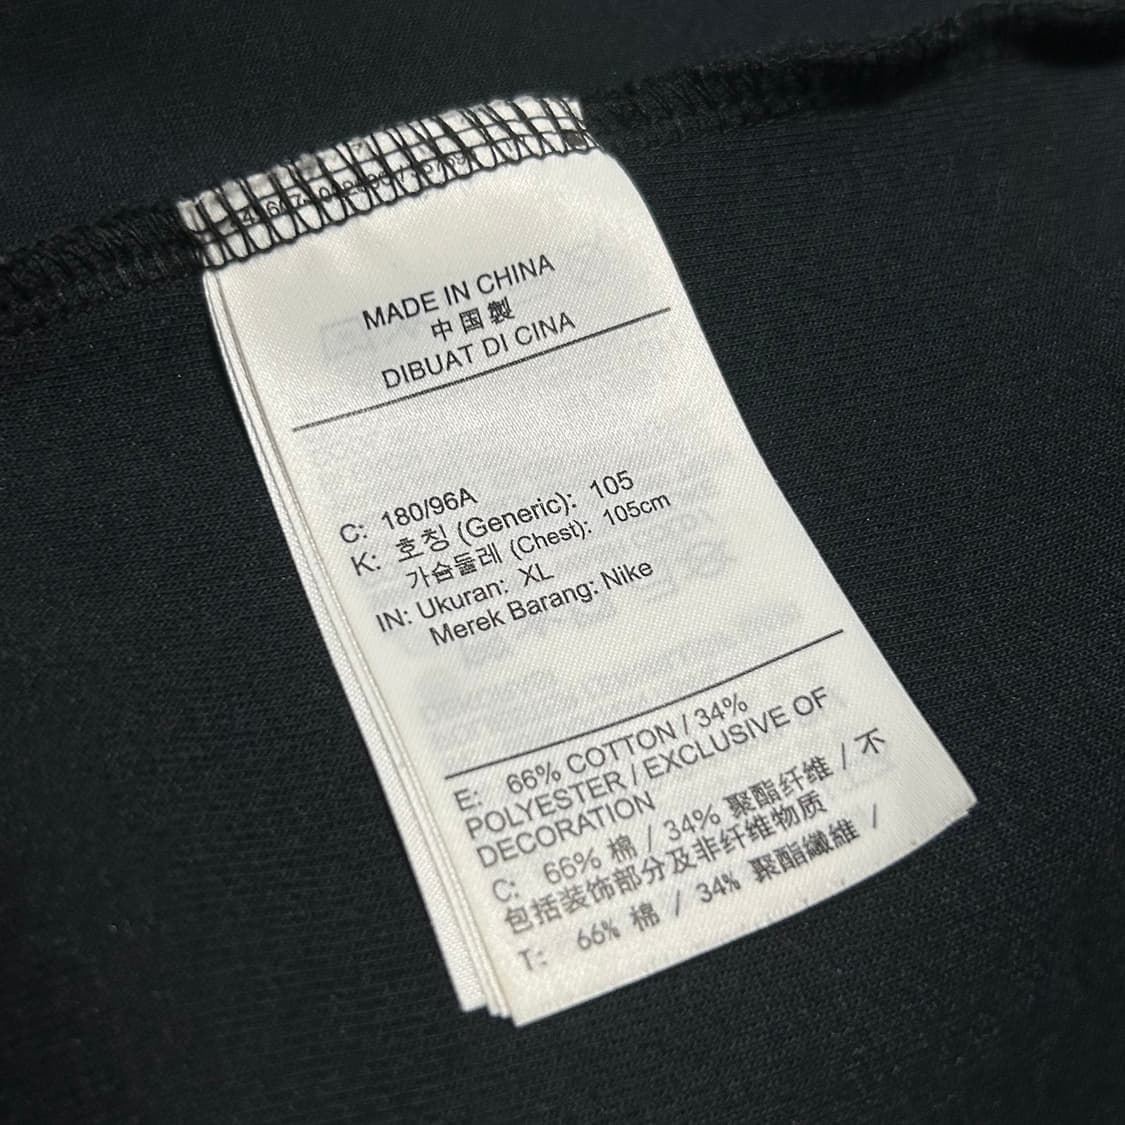 MADE IN CHINA
中国製
DIBUAT DI CINA
C: 180/96A
K: 호칭 (Generic): 105
가슴둘레 (Chest): 105cm
IN: Ukuran: XL
Merek Barang: Nike
E: 66% COTTON / 34%
POLYESTER / EXCLUSIVE OF
DECORATION
C: 66% 棉 / 34% 聚酯纤维 / 不
包括装饰部分及非纤维物质
T: 66% 棉 / 34% 聚酯纖維 /